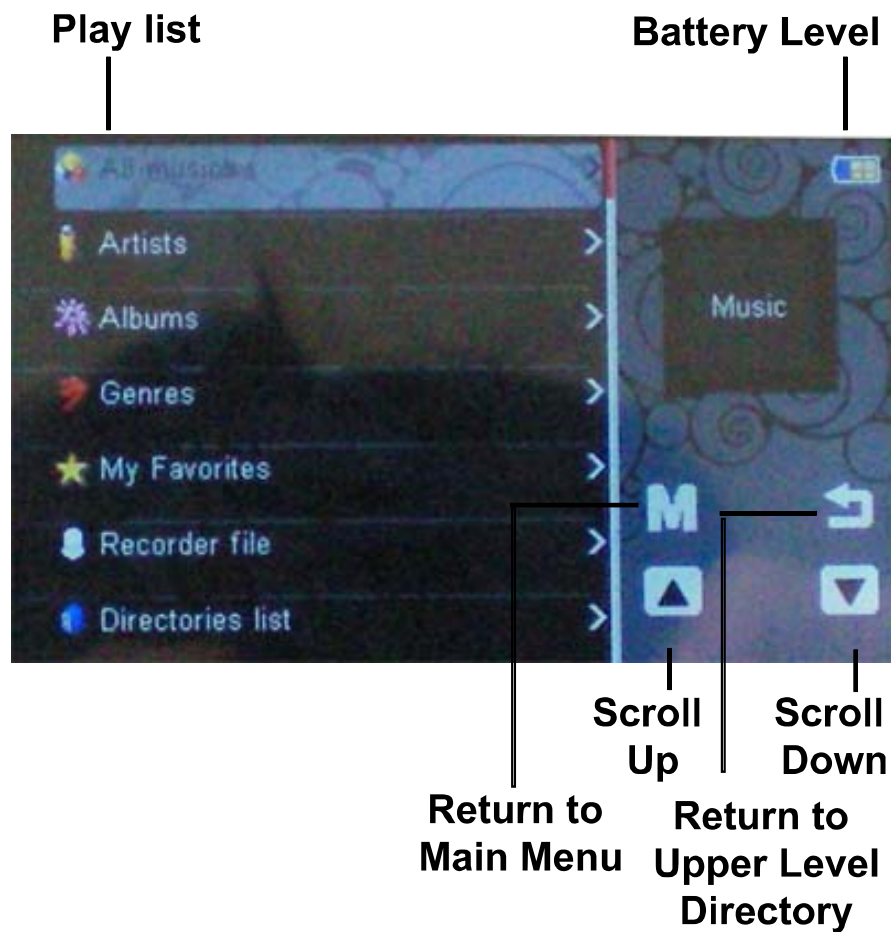 Play list
Battery Level
Artists
Albums
Genres
My Favorites
Recorder file
Directories list
Music
M
Scroll
Up
Scroll
Down
Return to
Main Menu
Return to
Upper Level
Directory